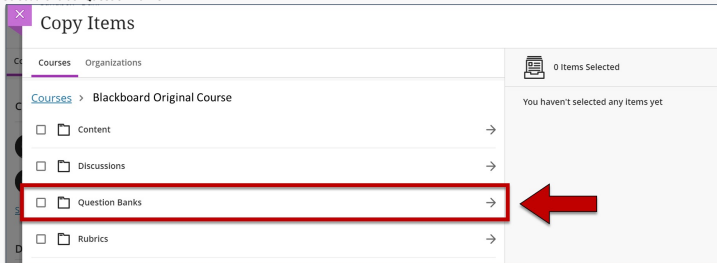 Copy Items
Courses Organizations
0 Items Selected
Courses > Blackboard Original Course
You haven't selected any items yet
Content
Discussions
Question Banks
Rubrics